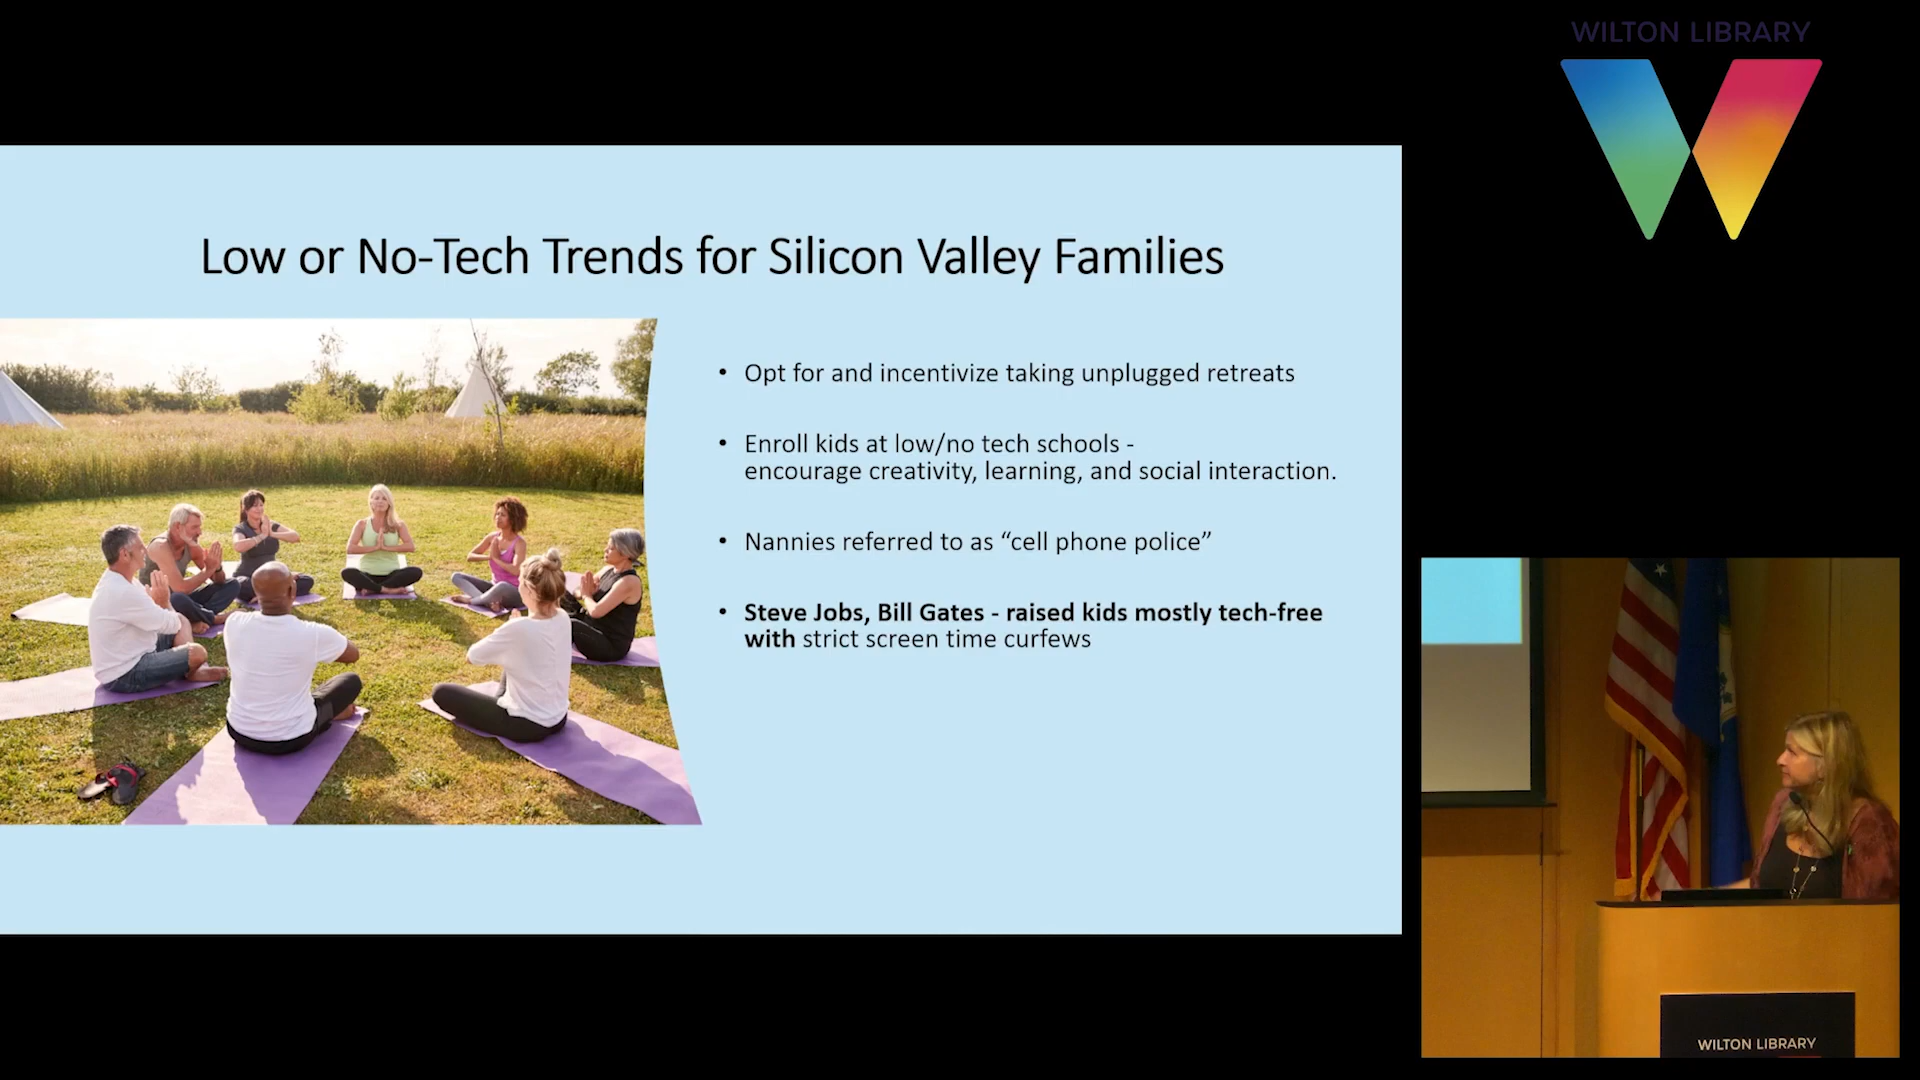 WILTON LIBRARY
Low or No-Tech Trends for Silicon Valley Families
• Opt for and incentivize taking unplugged retreats
• Enroll kids at low/no tech schools -
encourage creativity, learning, and social interaction.
• Nannies referred to as “cell phone police”
• Steve Jobs, Bill Gates - raised kids mostly tech-free
with strict screen time curfews
WILTON LIBRARY